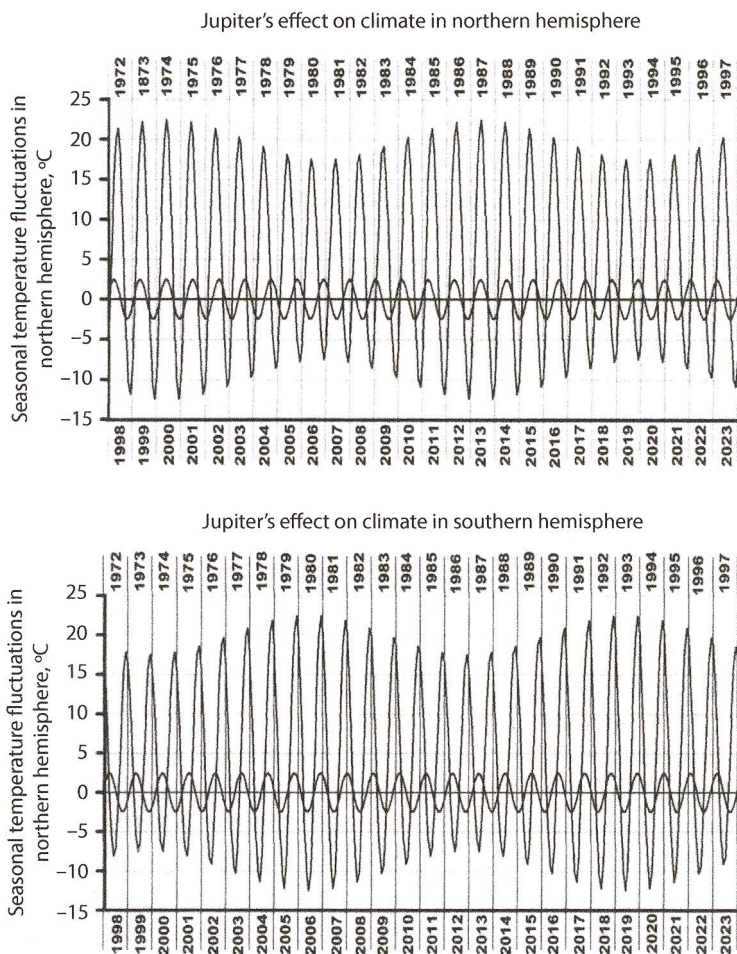 Jupiter’s effect on climate in northern hemisphere
1972 1873 1974 1975 1976 1977 1978 1979 1980 1981 1982 1983 1984 1985 1986 1987 1988 1989 1990 1991 1992 1993 1994 1995 1996 1997
Seasonal temperature fluctuations in
northern hemisphere, ºC
25
20
15
10
5
0
–5
–10
–15
1998 1999 2000 2001 2002 2003 2004 2005 2006 2007 2008 2009 2010 2011 2012 2013 2014 2015 2016 2017 2018 2019 2020 2021 2022 2023
Jupiter’s effect on climate in southern hemisphere
1972 1973 1974 1975 1976 1977 1978 1979 1980 1981 1982 1983 1984 1985 1986 1987 1988 1989 1990 1991 1992 1993 1994 1995 1996 1997
Seasonal temperature fluctuations in
northern hemisphere, ºC
25
20
15
10
5
0
–5
–10
–15
1998 1999 2000 2001 2002 2003 2004 2005 2006 2007 2008 2009 2010 2011 2012 2013 2014 2015 2016 2017 2018 2019 2020 2021 2022 2023